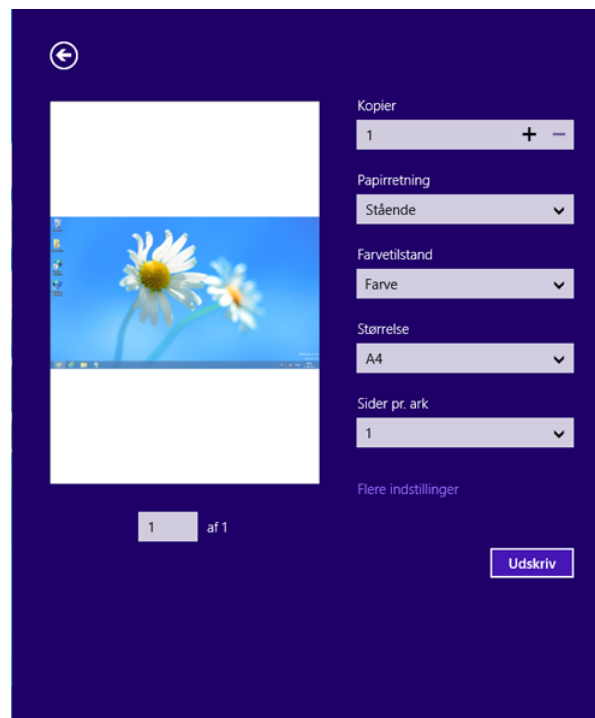 Kopier
1
Papirretning
Stående
Farvetilstand
Farve
Størrelse
A4
Sider pr. ark
1
Flere indstillinger
1 af 1
Udskriv